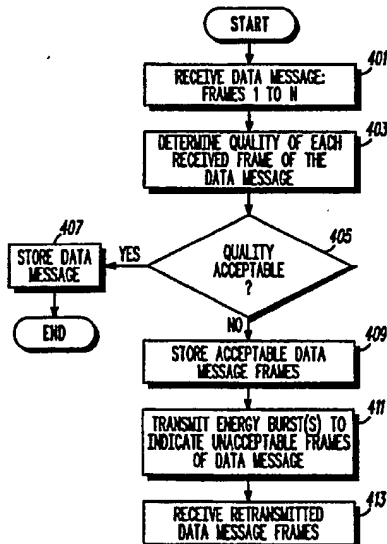 START
401
RECEIVE DATA MESSAGE:
FRAMES 1 TO N
403
DETERMINE QUALITY OF EACH
RECEIVED FRAME OF THE
DATA MESSAGE
407
STORE DATA
MESSAGE
YES
405
QUALITY
ACCEPTABLE
?
END
NO
409
STORE ACCEPTABLE DATA
MESSAGE FRAMES
411
TRANSMIT ENERGY BURST(S) TO
INDICATE UNACCEPTABLE FRAMES
OF DATA MESSAGE
413
RECEIVE RETRANSMITTED
DATA MESSAGE FRAMES